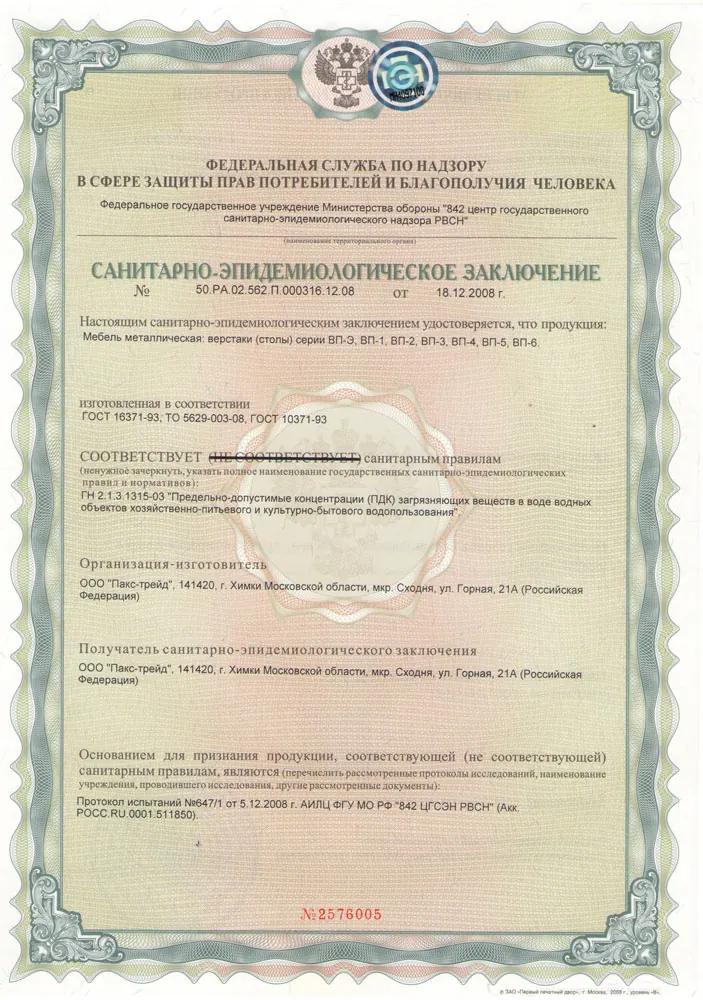 ФЕДЕРАЛЬНАЯ СЛУЖБА ПО НАДЗОРУ
В СФЕРЕ ЗАЩИТЫ ПРАВ ПОТРЕБИТЕЛЕЙ И БЛАГОПОЛУЧИЯ ЧЕЛОВЕКА
Федеральное государственное учреждение Министерства обороны "842 центр государственного
санитарно-эпидемиологического надзора РВСН"
(наименование территориального органа)
САНИТАРНО-ЭПИДЕМИОЛОГИЧЕСКОЕ ЗАКЛЮЧЕНИЕ
№ 50.РА.02.562.П.000316.12.08 от 18.12.2008 г.
Настоящим санитарно-эпидемиологическим заключением удостоверяется, что продукция:
Мебель металлическая: верстаки (столы) серии ВП-Э, ВП-1, ВП-2, ВП-3, ВП-4, ВП-5, ВП-6.
изготовленная в соответствии
ГОСТ 16371-93, ТО 5629-003-08, ГОСТ 10371-93
СООТВЕТСТВУЕТ (НЕ СООТВЕТСТВУЕТ) санитарным правилам
(ненужное зачеркнуть, указать полное наименование государственных санитарно-эпидемиологических
правил и нормативов):
ГН 2.1.3.1315-03 "Предельно-допустимые концентрации (ПДК) загрязняющих веществ в воде водных
объектов хозяйственно-питьевого и культурно-бытового водопользования".
Организация-изготовитель
ООО "Пакс-трейд", 141420, г. Химки Московской области, мкр. Сходня, ул. Горная, 21А (Российская
Федерация)
Получатель санитарно-эпидемиологического заключения
ООО "Пакс-трейд", 141420, г. Химки Московской области, мкр. Сходня, ул. Горная, 21А (Российская
Федерация)
Основанием для признания продукции, соответствующей (не соответствующей)
санитарным правилам, являются (перечислить рассмотренные протоколы исследований, наименование
учреждения, проводившего исследования, другие рассмотренные документы):
Протокол испытаний №647/1 от 5.12.2008 г. АИЛЦ ФГУ МО РФ "842 ЦГСЭН РВСН" (Акк.
РОСС.RU.0001.511850).
№2576005
© ЗАО «Первый печатный двор», г. Москва, 2008 г., уровень «В».